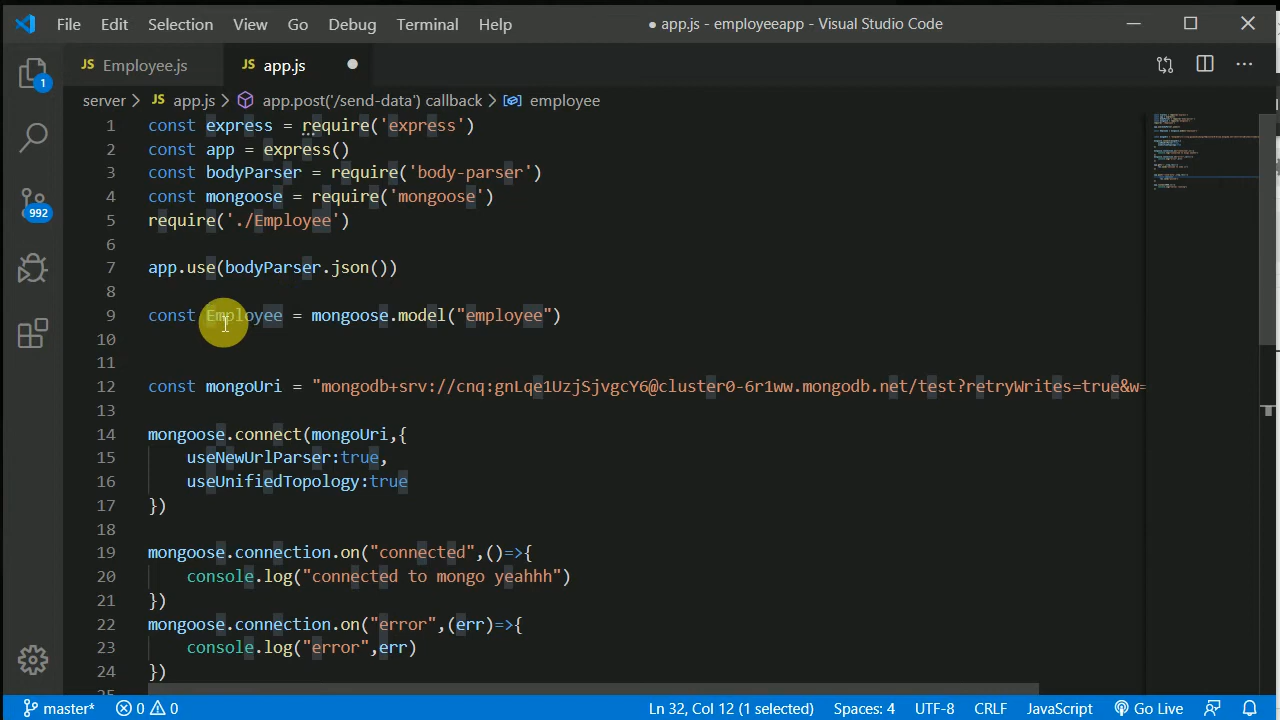 File Edit Selection View Go Debug Terminal Help ● app.js - employeeapp - Visual Studio Code
JS Employee.js JS app.js
server > JS app.js > app.post('/send-data') callback > employee
1 const express = require('express')
2 const app = express()
3 const bodyParser = require('body-parser')
4 const mongoose = require('mongoose')
5 require('./Employee')
6
7 app.use(bodyParser.json())
8
9 const Employee = mongoose.model("employee")
10
11
12 const mongoUri = "mongodb+srv://cnq:gnLqe1UzjSjvgcY6@cluster0-6r1ww.mongodb.net/test?retryWrites=true&w=
13
14 mongoose.connect(mongoUri,{
15 useNewUrlParser:true,
16 useUnifiedTopology:true
17 })
18
19 mongoose.connection.on("connected",()=>{
20 console.log("connected to mongo yeahhh")
21 })
22 mongoose.connection.on("error",(err)=>{
23 console.log("error",err)
24 })
25
1
992
master* 0 0 Ln 32, Col 12 (1 selected) Spaces: 4 UTF-8 CRLF JavaScript Go Live